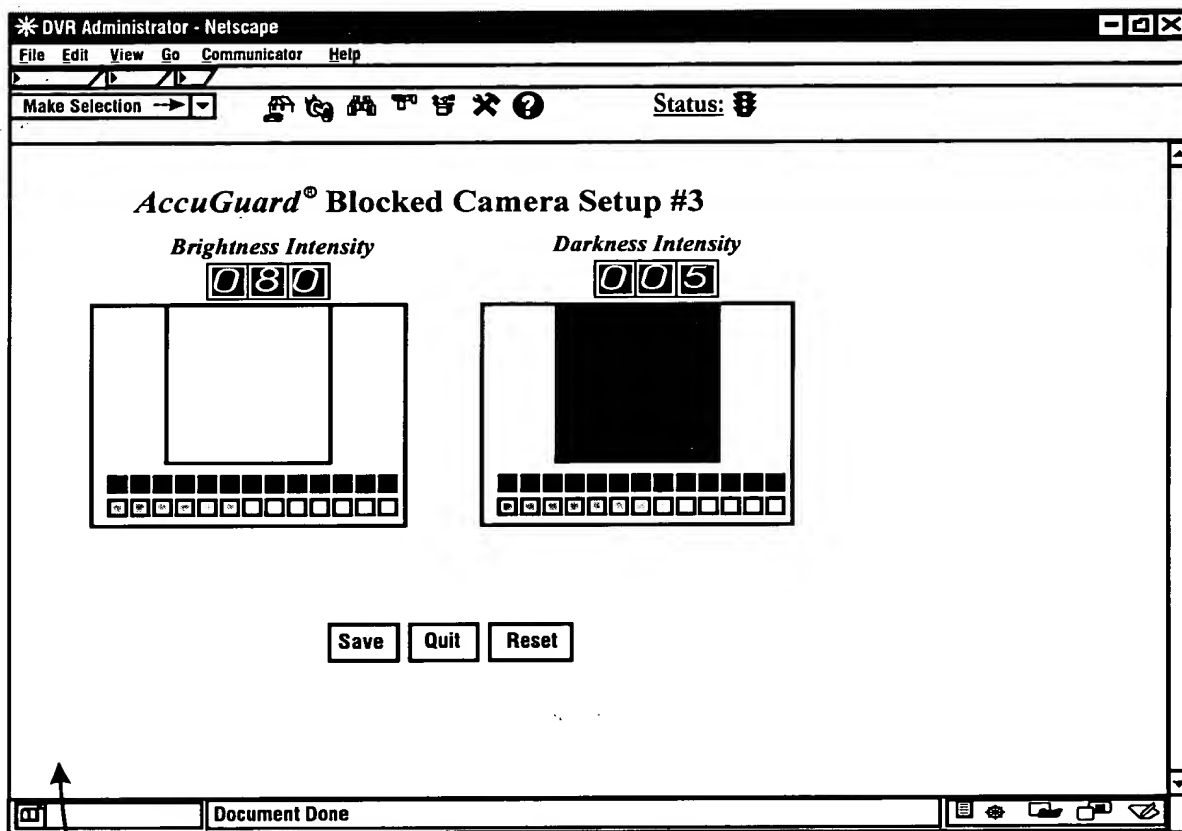 DVR Administrator - Netscape
File Edit View Go Communicator Help
Make Selection
Status:
AccuGuard® Blocked Camera Setup #3
Brightness Intensity Darkness Intensity
080 005
Save Quit Reset
Document Done